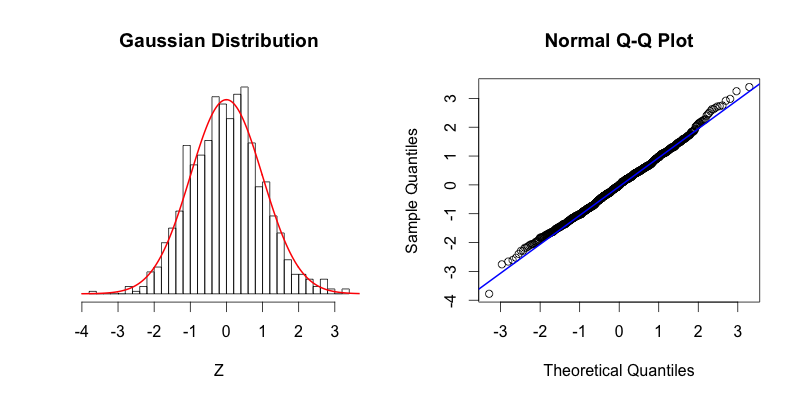 Gaussian Distribution
-4 -3 -2 -1 0 1 2 3
Z
Normal Q-Q Plot
Sample Quantiles
3
2
1
0
-1
-2
-3
-4
-3 -2 -1 0 1 2 3
Theoretical Quantiles